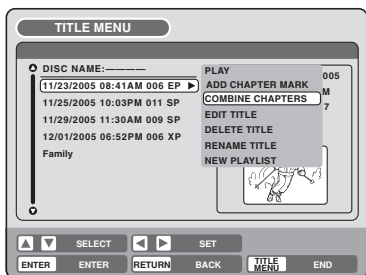 TITLE MENU
DISC NAME:————
11/23/2005 08:41AM 006 EP ▶
11/25/2005 10:03PM 011 SP
11/29/2005 11:30AM 009 SP
12/01/2005 06:52PM 006 XP
Family
PLAY
ADD CHAPTER MARK
COMBINE CHAPTERS
EDIT TITLE
DELETE TITLE
RENAME TITLE
NEW PLAYLIST
005
M
7
▲ ▼ SELECT ◀ ▶ SET
ENTER ENTER RETURN BACK TITLE MENU END